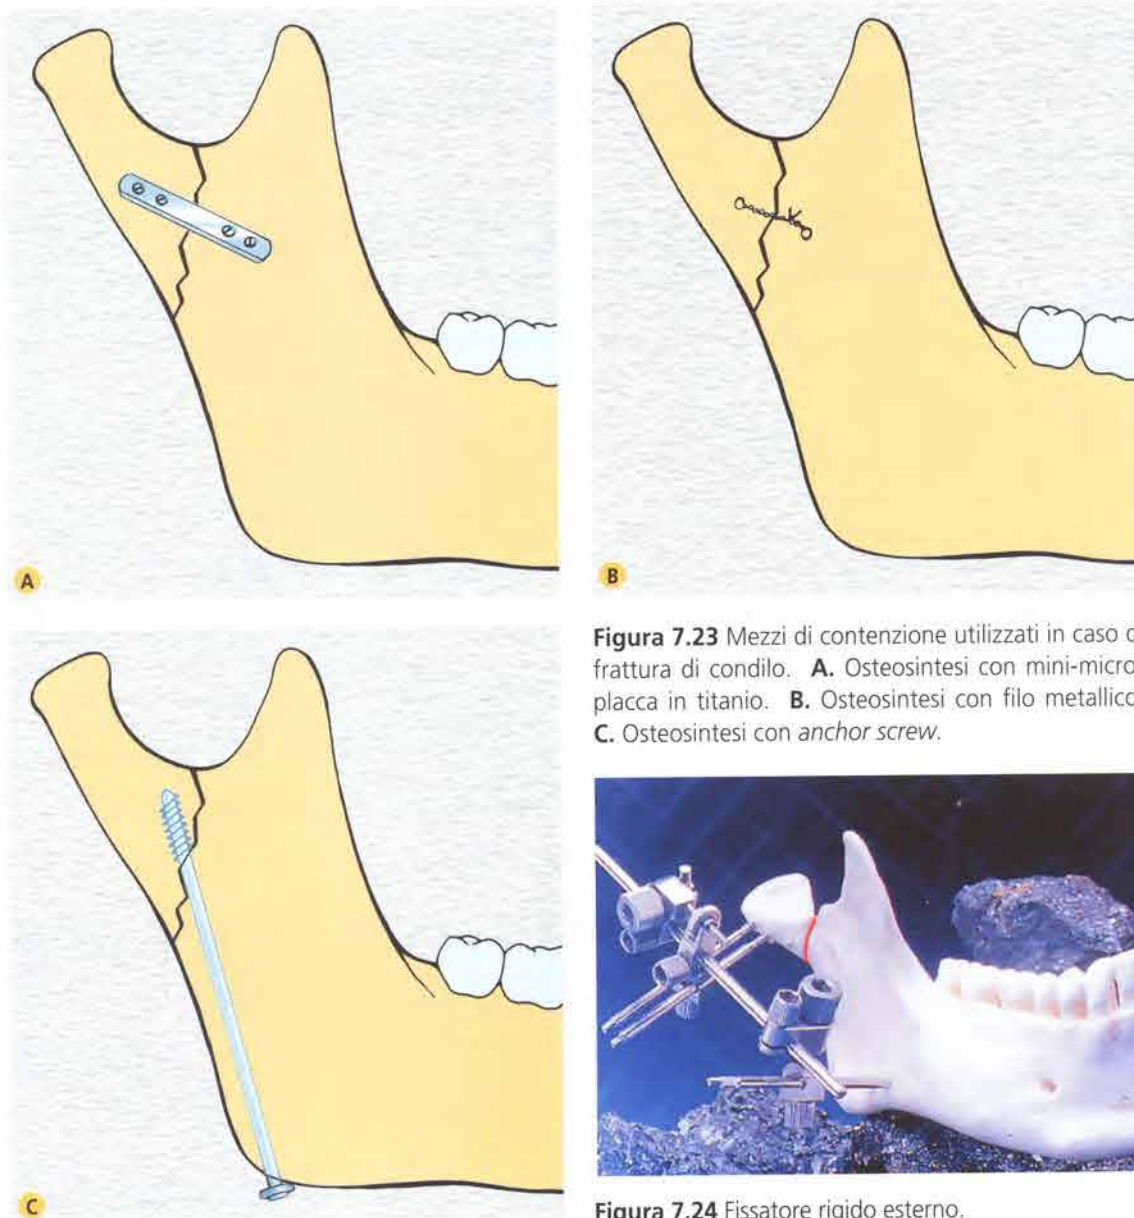 A
B
Figura 7.23 Mezzi di contenzione utilizzati in caso d
frattura di condilo. A. Osteosintesi con mini-micro
placca in titanio. B. Osteosintesi con filo metallico
C. Osteosintesi con anchor screw.
C
Figura 7.24 Fissatore rigido esterno.